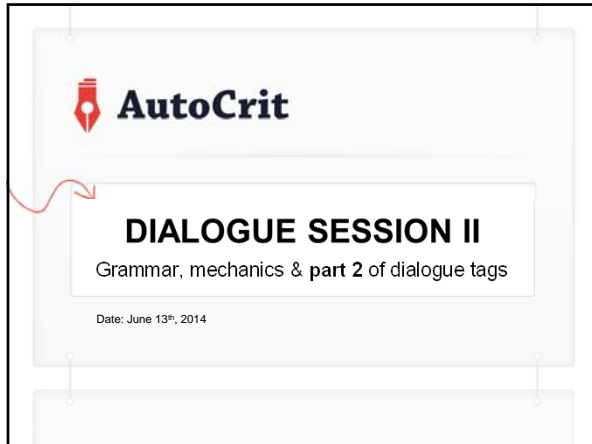 AutoCrit
DIALOGUE SESSION II
Grammar, mechanics & part 2 of dialogue tags
Date: June 13th, 2014